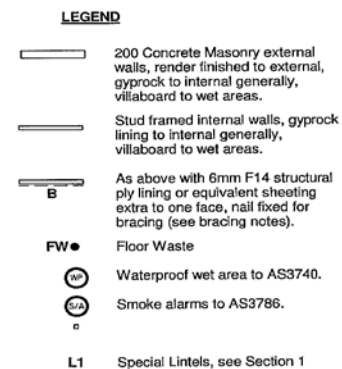 LEGEND
200 Concrete Masonry external
walls, render finished to external,
gyprock to internal generally,
villaboard to wet areas.
Stud framed internal walls, gyprock
lining to internal generally,
villaboard to wet areas.
As above with 6mm F14 structural
B
ply lining or equivalent sheeting
extra to one face, nail fixed for
bracing (see bracing notes).
FW Floor Waste
WP Waterproof wet area to AS3740.
S/A Smoke alarms to AS3786.
L1 Special Lintels, see Section 1